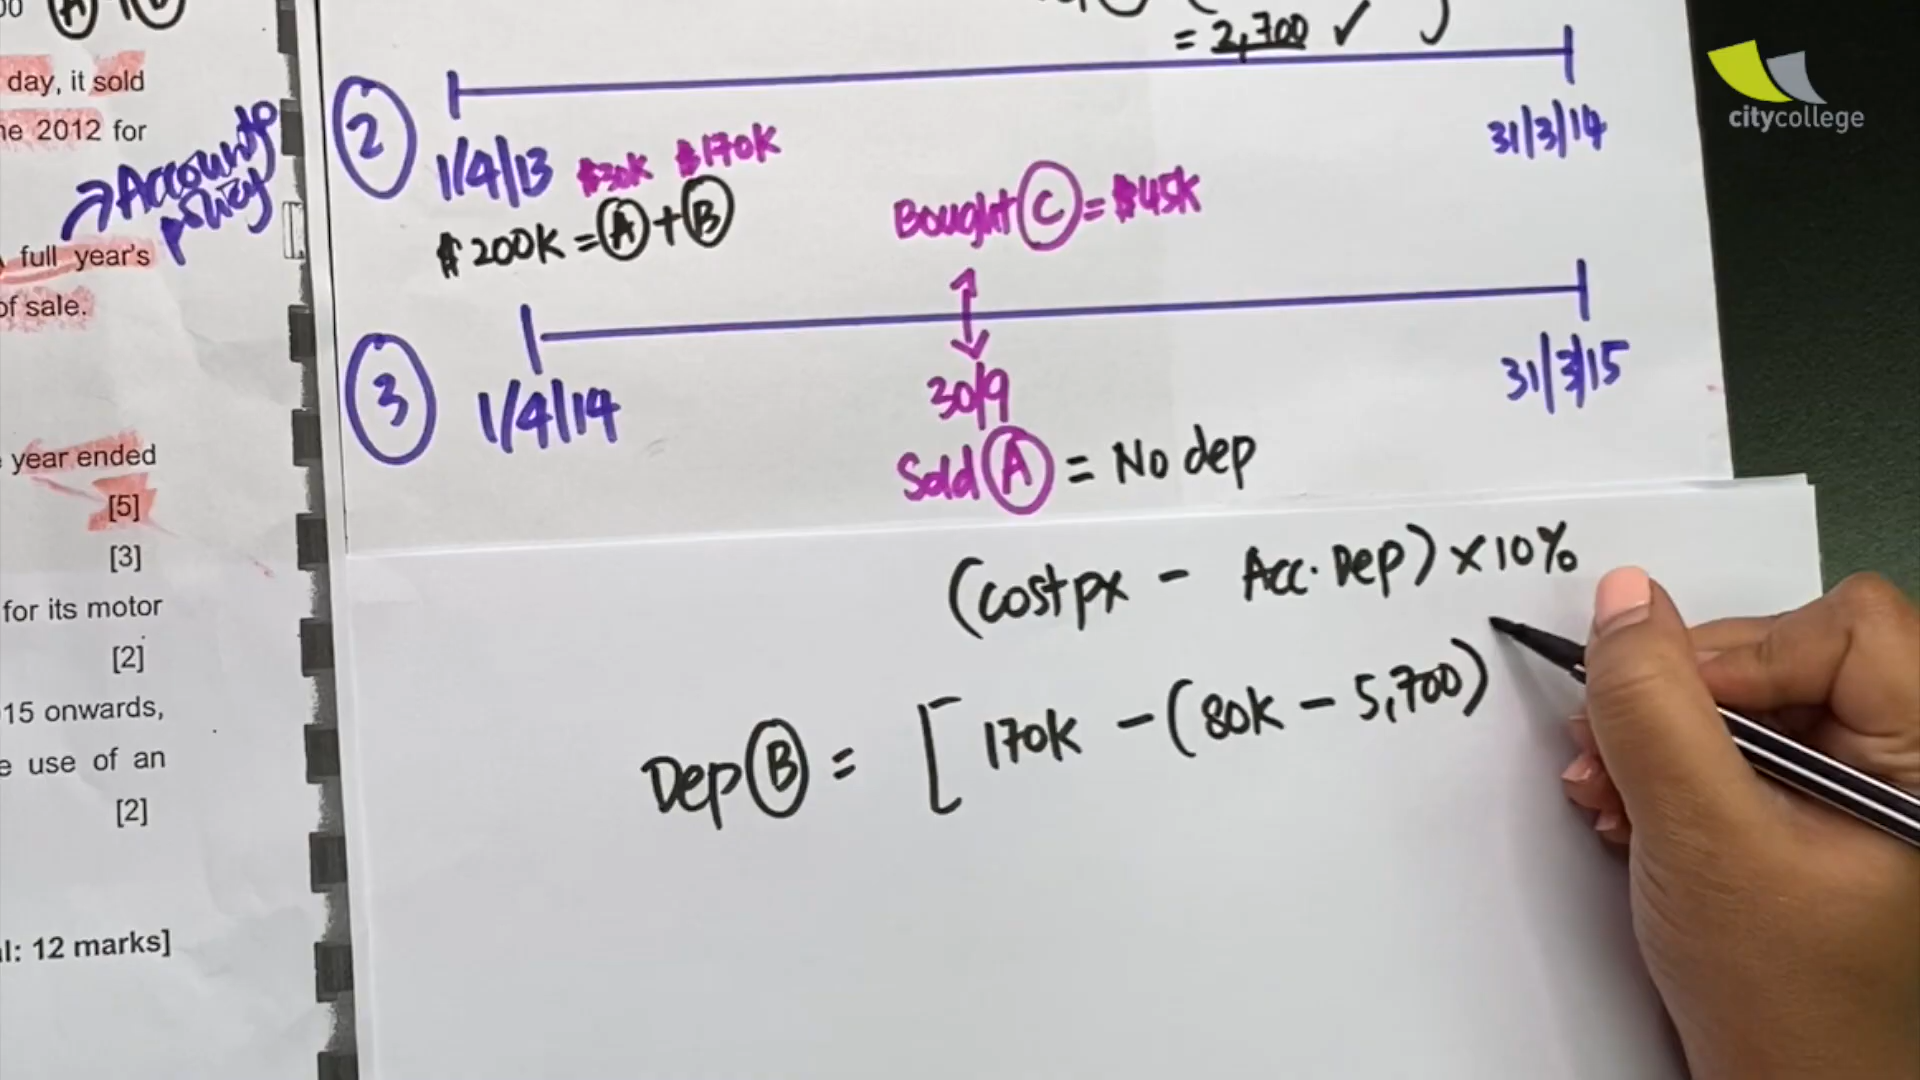 day, it sold
2012 for
Accounts
policy
full year's
of sale.
year ended
[5]
[3]
for its motor
[2]
15 onwards,
use of an
[2]
12 marks]
= 2,700 ✓
2
1/4/13 $30K $170K
31/3/14
$200K = A + B
Bought C = $45K
3
1/4/14
30/9
31/3/15
Sold A = No dep
(cost px - Acc. Dep) × 10%
Dep B = [170K - (80K - 5,700)
citycollege